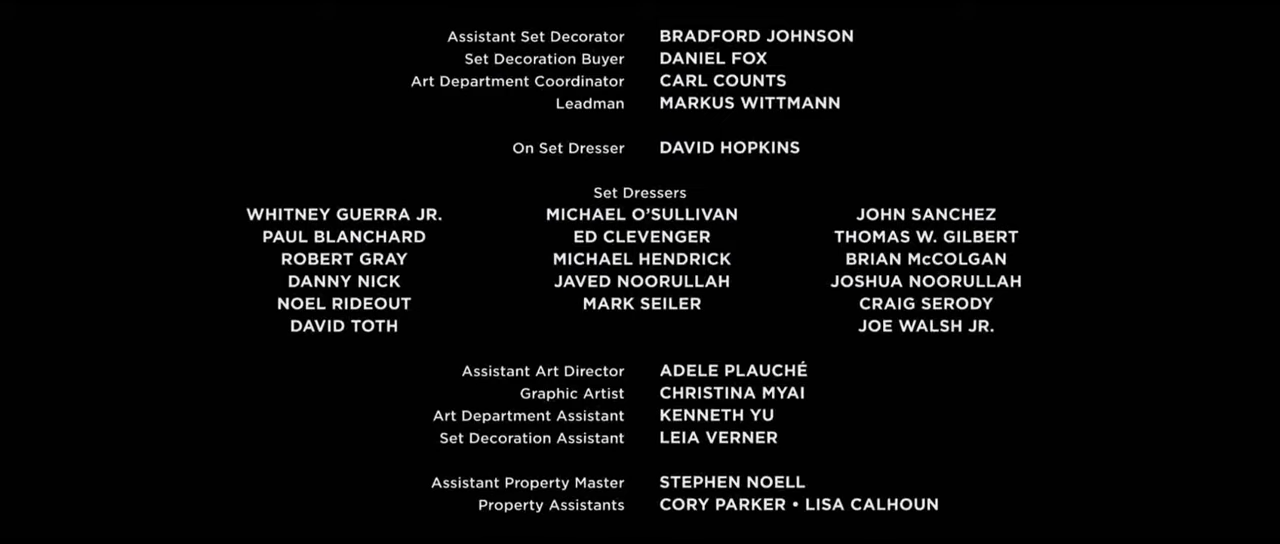 Assistant Set Decorator BRADFORD JOHNSON
Set Decoration Buyer DANIEL FOX
Art Department Coordinator CARL COUNTS
Leadman MARKUS WITTMANN
On Set Dresser DAVID HOPKINS
Set Dressers
WHITNEY GUERRA JR. MICHAEL O’SULLIVAN JOHN SANCHEZ
PAUL BLANCHARD ED CLEVENGER THOMAS W. GILBERT
ROBERT GRAY MICHAEL HENDRICK BRIAN McCOLGAN
DANNY NICK JAVED NOORULLAH JOSHUA NOORULLAH
NOEL RIDEOUT MARK SEILER CRAIG SERODY
DAVID TOTH JOE WALSH JR.
Assistant Art Director ADELE PLAUCHÉ
Graphic Artist CHRISTINA MYAI
Art Department Assistant KENNETH YU
Set Decoration Assistant LEIA VERNER
Assistant Property Master STEPHEN NOELL
Property Assistants CORY PARKER • LISA CALHOUN